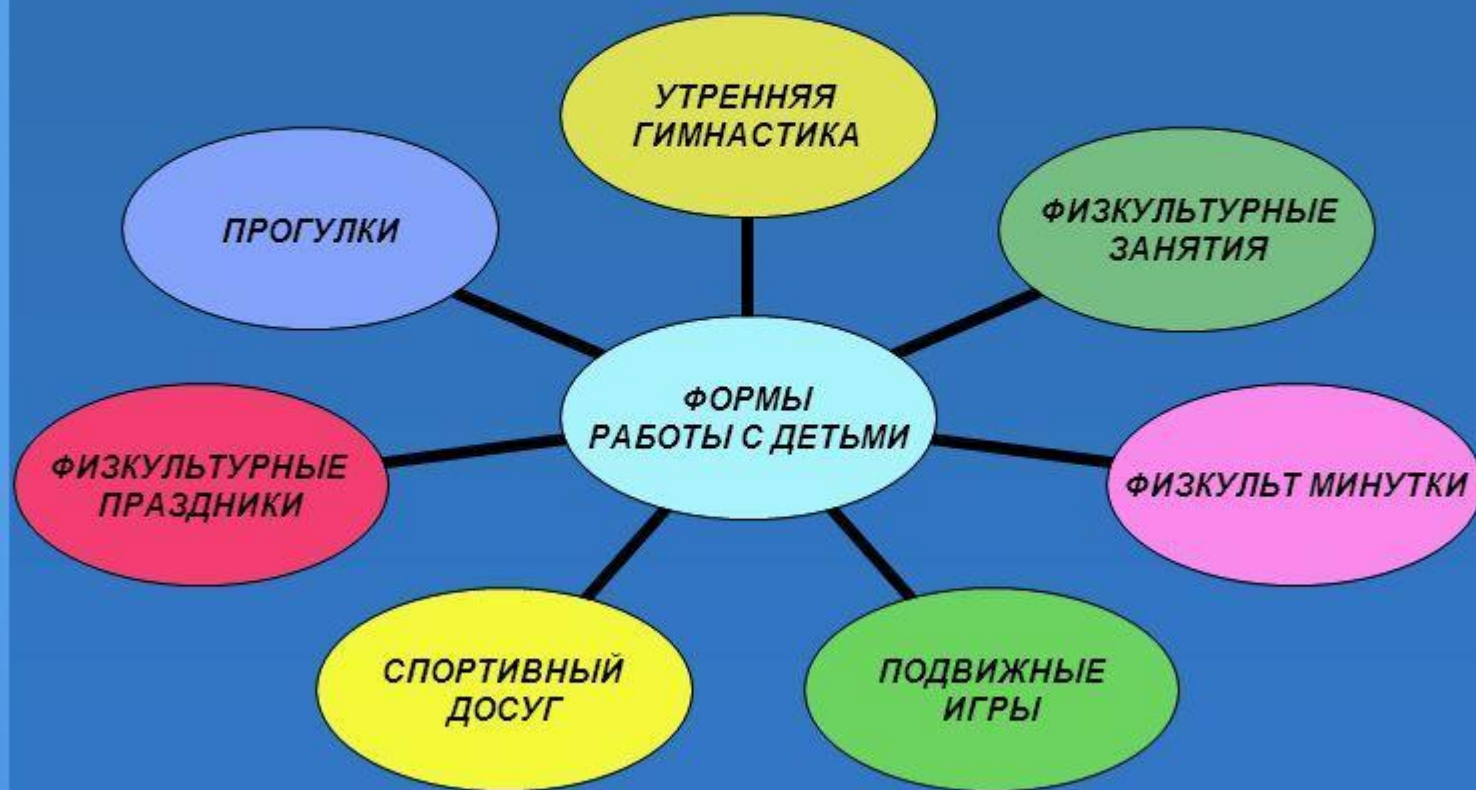 УТРЕННЯЯ
ГИМНАСТИКА
ПРОГУЛКИ
ФИЗКУЛЬТУРНЫЕ
ЗАНЯТИЯ
ФОРМЫ
РАБОТЫ С ДЕТЬМИ
ФИЗКУЛЬТУРНЫЕ
ПРАЗДНИКИ
ФИЗКУЛЬТ МИНУТКИ
СПОРТИВНЫЙ
ДОСУГ
ПОДВИЖНЫЕ
ИГРЫ